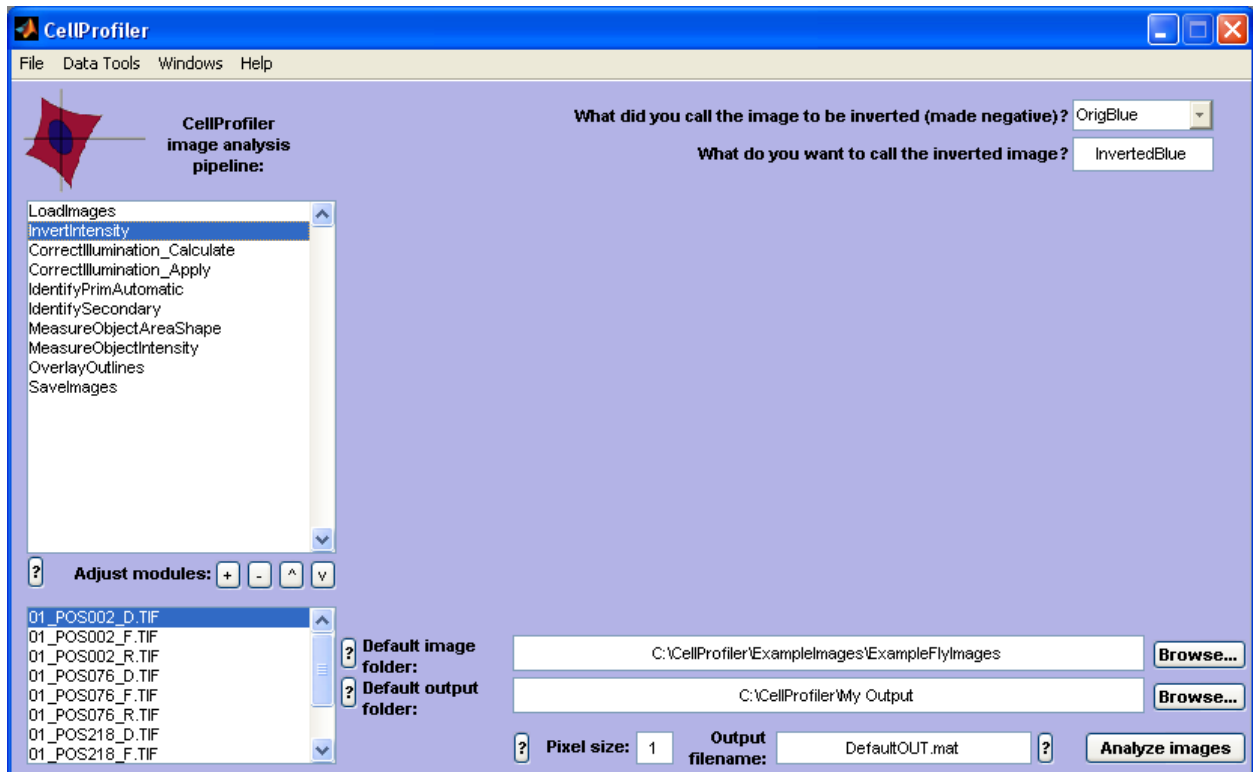 CellProfiler
File Data Tools Windows Help
CellProfiler
image analysis
pipeline:
What did you call the image to be inverted (made negative)? OrigBlue
What do you want to call the inverted image? InvertedBlue
LoadImages
InvertIntensity
CorrectIllumination_Calculate
CorrectIllumination_Apply
IdentifyPrimAutomatic
IdentifySecondary
MeasureObjectAreaShape
MeasureObjectIntensity
OverlayOutlines
SaveImages
? Adjust modules: + - ^ v
01_POS002_D.TIF
01_POS002_F.TIF
01_POS002_R.TIF
01_POS076_D.TIF
01_POS076_F.TIF
01_POS076_R.TIF
01_POS218_D.TIF
01_POS218_F.TIF
? Default image
folder:
C:\CellProfiler\ExampleImages\ExampleFlyImages Browse...
? Default output
folder:
C:\CellProfiler\My Output Browse...
? Pixel size: 1 Output
filename:
DefaultOUT.mat ? Analyze images